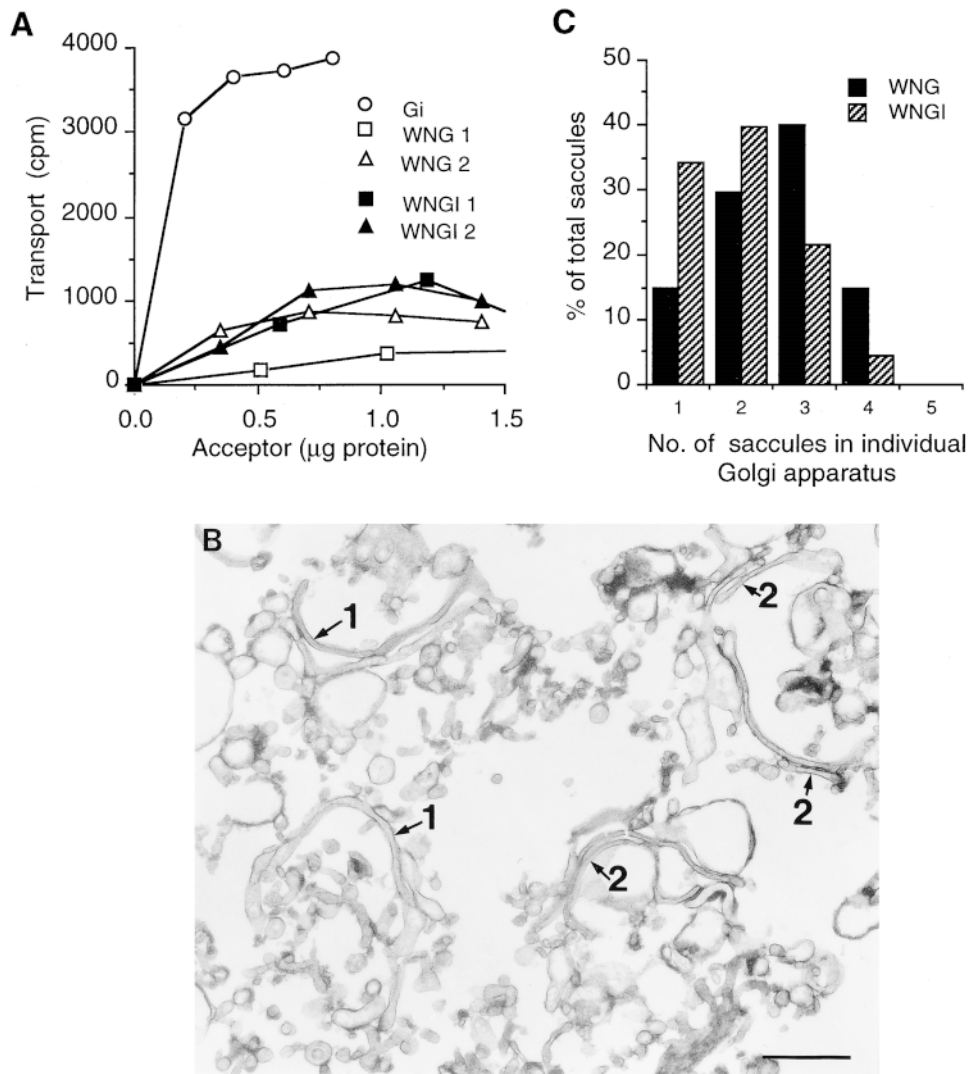 A
4000
3000
2000
1000
0
Transport (cpm)
0.0 0.5 1.0 1.5
Acceptor (µg protein)
Gi
WNG 1
WNG 2
WNGI 1
WNGI 2
C
50
40
30
20
10
0
% of total saccules
WNG
WNGI
1 2 3 4 5
No. of saccules in individual
Golgi apparatus
B
1
2
2
1
2